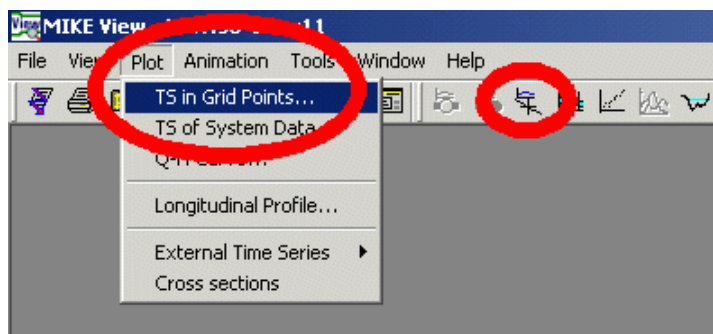 MIKE View
File View Plot Animation Tools Window Help
TS in Grid Points...
TS of System Data
Longitudinal Profile...
External Time Series
Cross sections